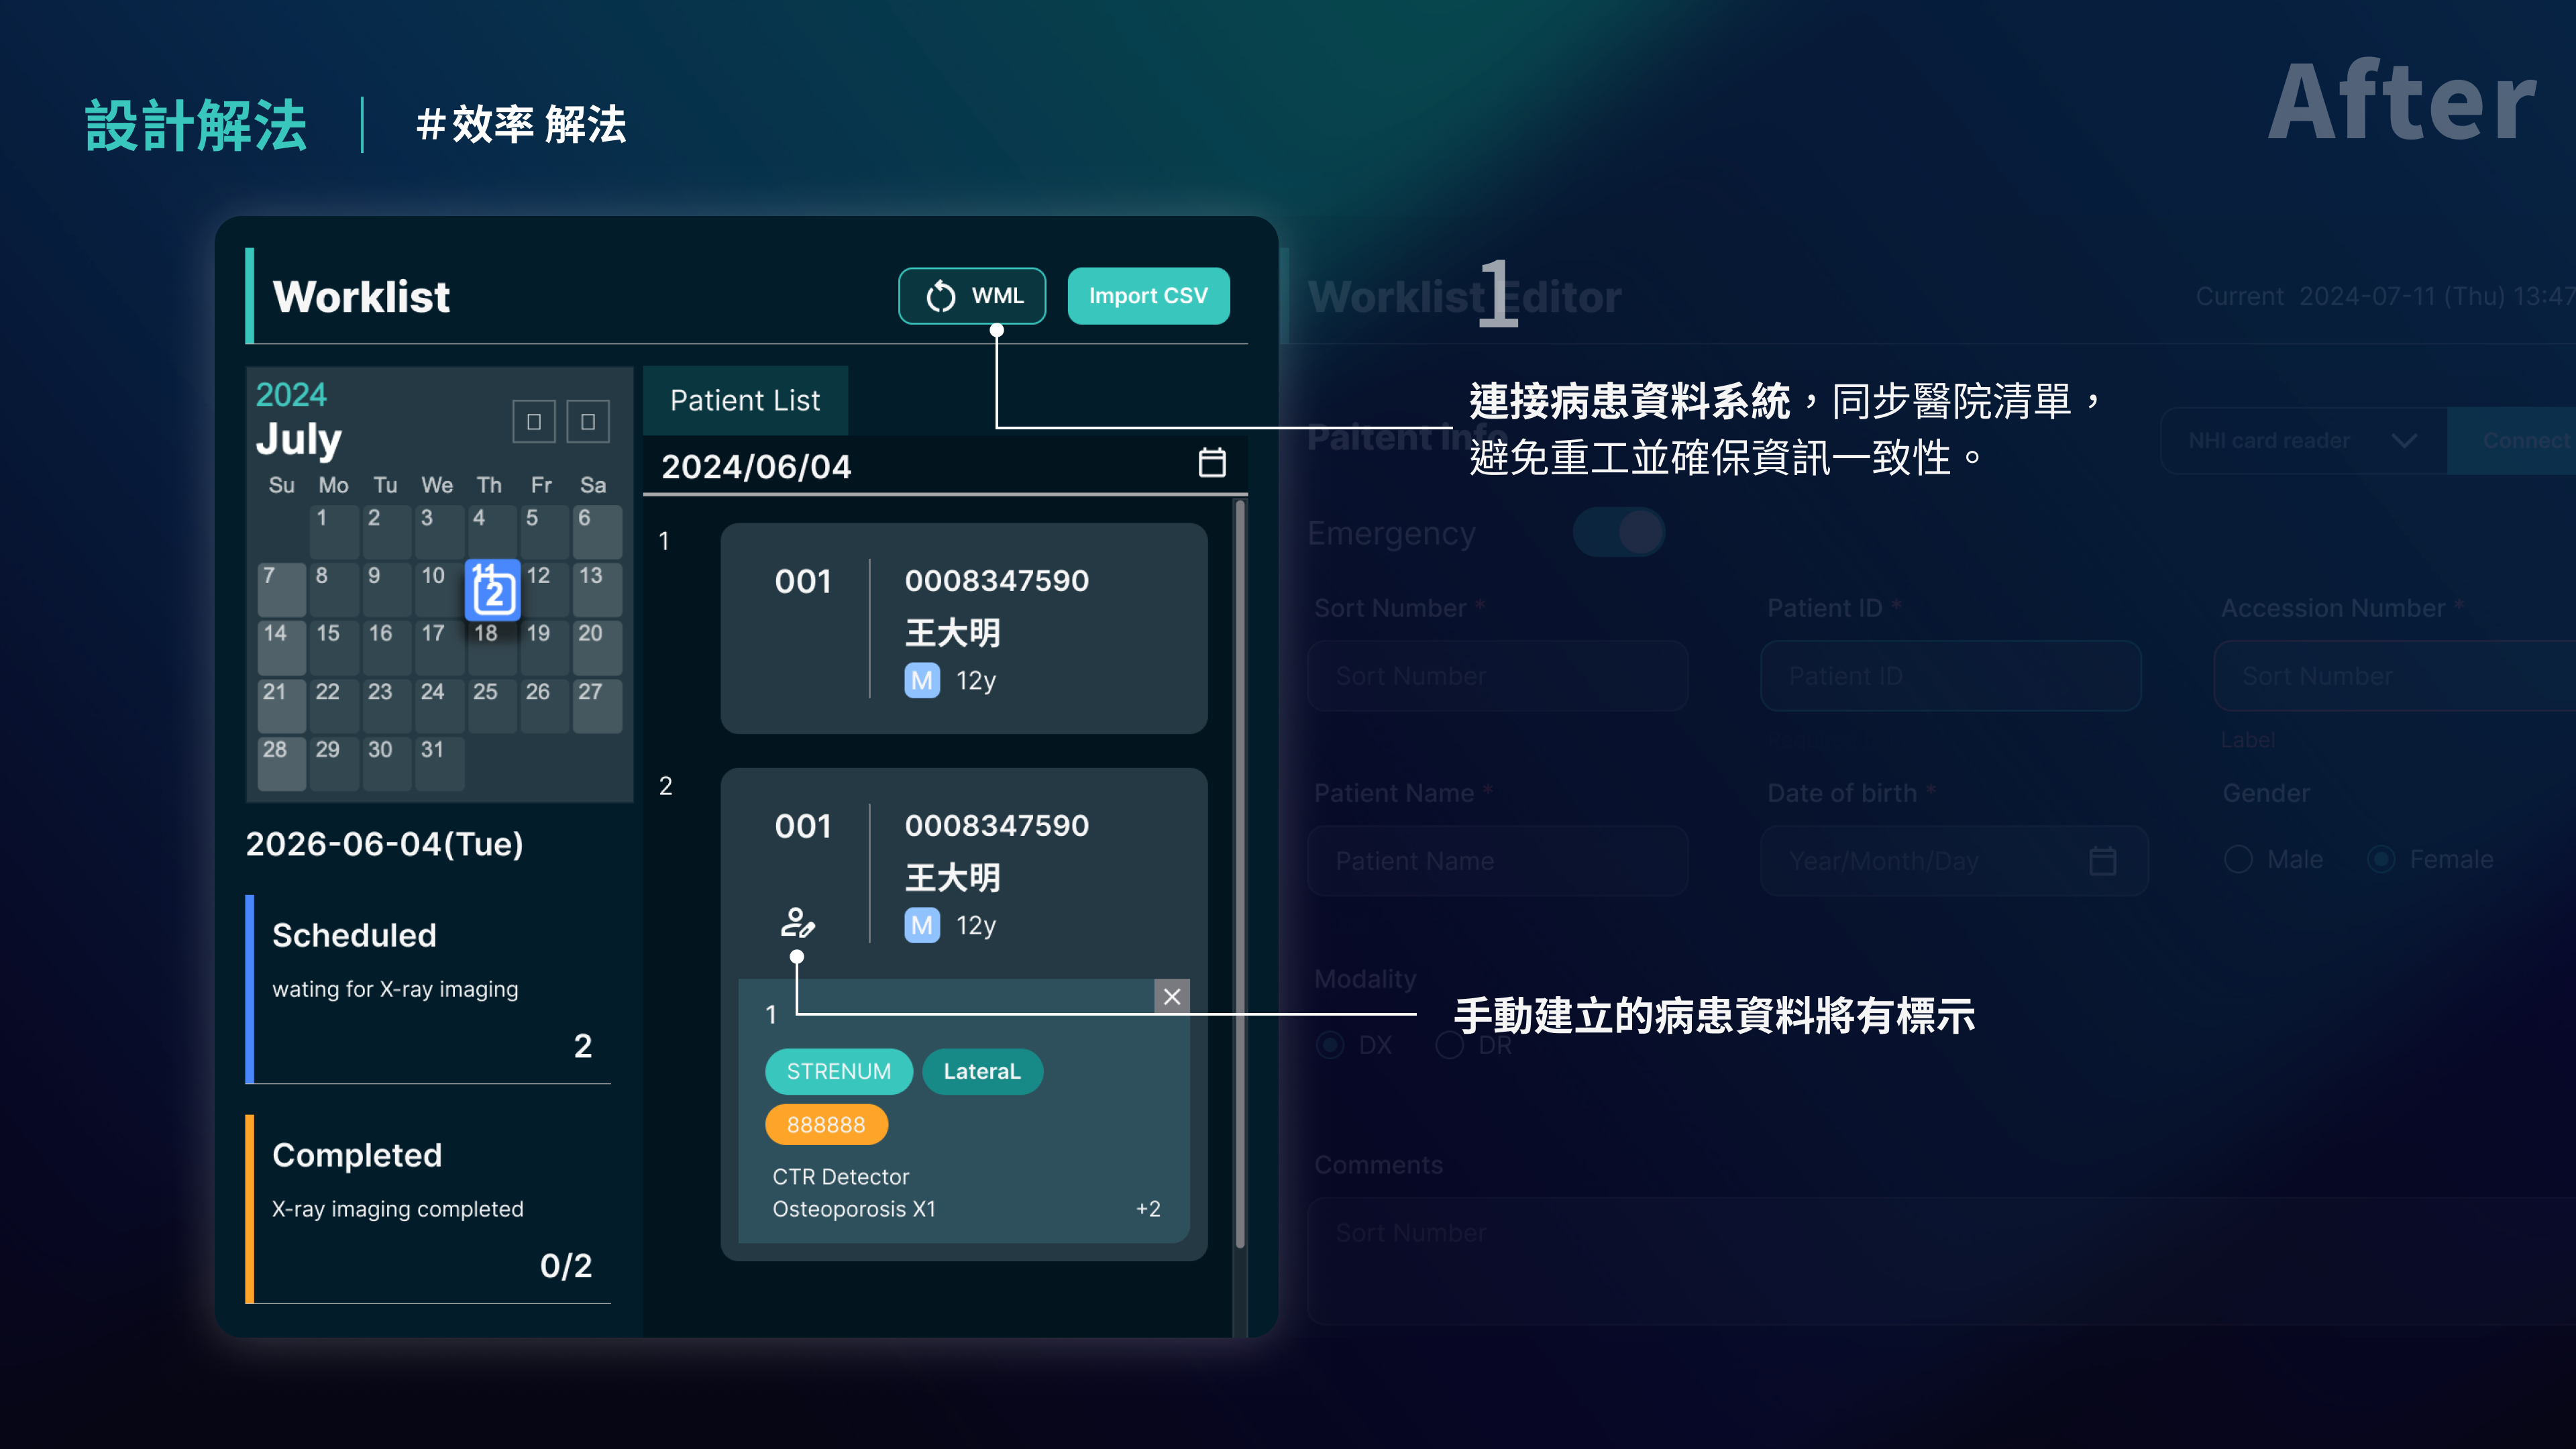 設計解法
＃效率 解法
After
Worklist
WML
Import CSV
2024
July
Su Mo Tu We Th Fr Sa
1 2 3 4 5 6
7 8 9 10 11 12 13
2
14 15 16 17 18 19 20
21 22 23 24 25 26 27
28 29 30 31
2026-06-04(Tue)
Scheduled
wating for X-ray imaging
2
Completed
X-ray imaging completed
0/2
Patient List
2024/06/04
1
001
0008347590
王大明
M 12y
2
001
0008347590
王大明
M 12y
1
STRENUM LateraL
888888
CTR Detector
Osteoporosis X1 +2
1
連接病患資料系統，同步醫院清單，
避免重工並確保資訊一致性。
手動建立的病患資料將有標示
Worklist Editor
Current 2024-07-11 (Thu) 13:47
Paitent Info
NHI card reader
Connect
Emergency
Sort Number *
Patient ID *
Accession Number *
Sort Number
Patient ID
Sort Number
Label
Patient Name *
Date of birth *
Gender
Patient Name
Year/Month/Day
Male
Female
Modality
DX
DR
Comments
Sort Number